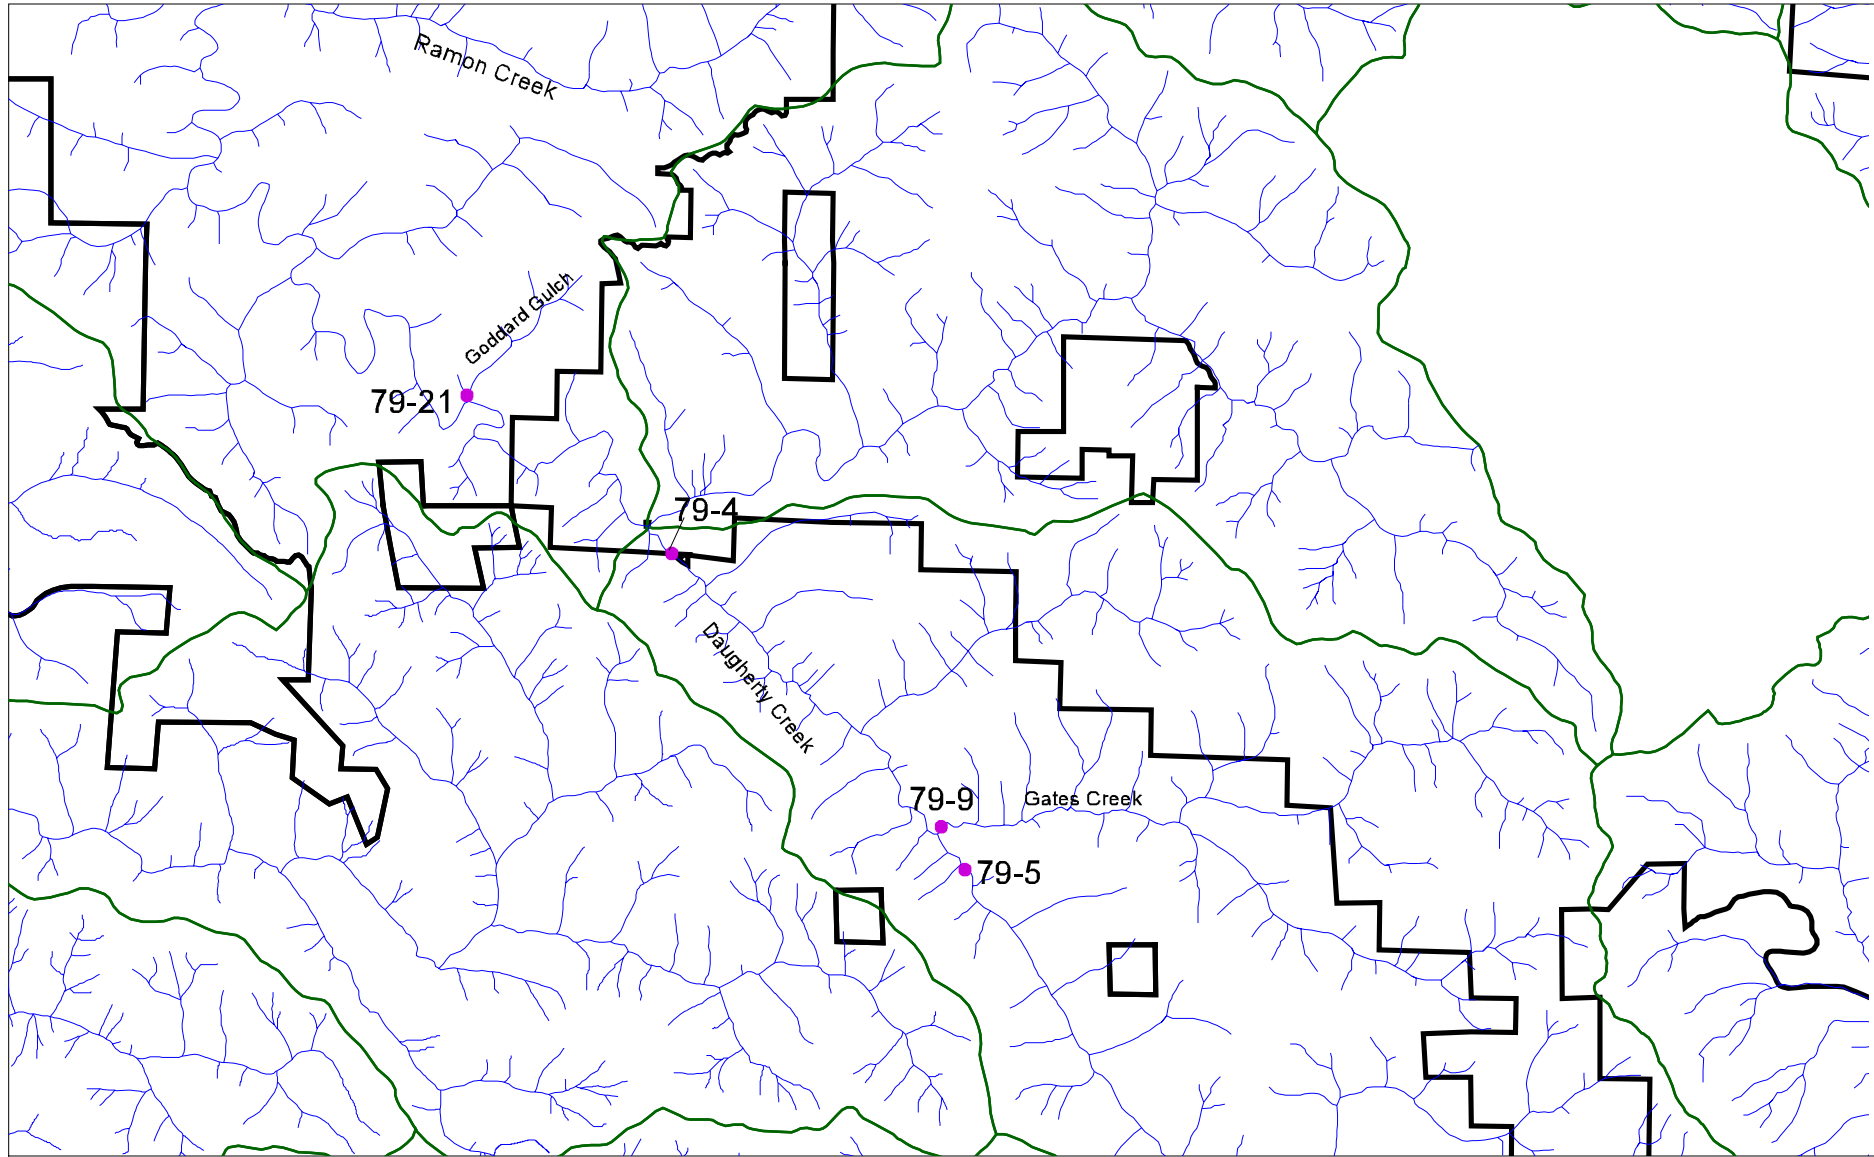 Ramon Creek
Goddard Gulch
79-21
79-4
Daugherty Creek
79-9
Gates Creek
79-5